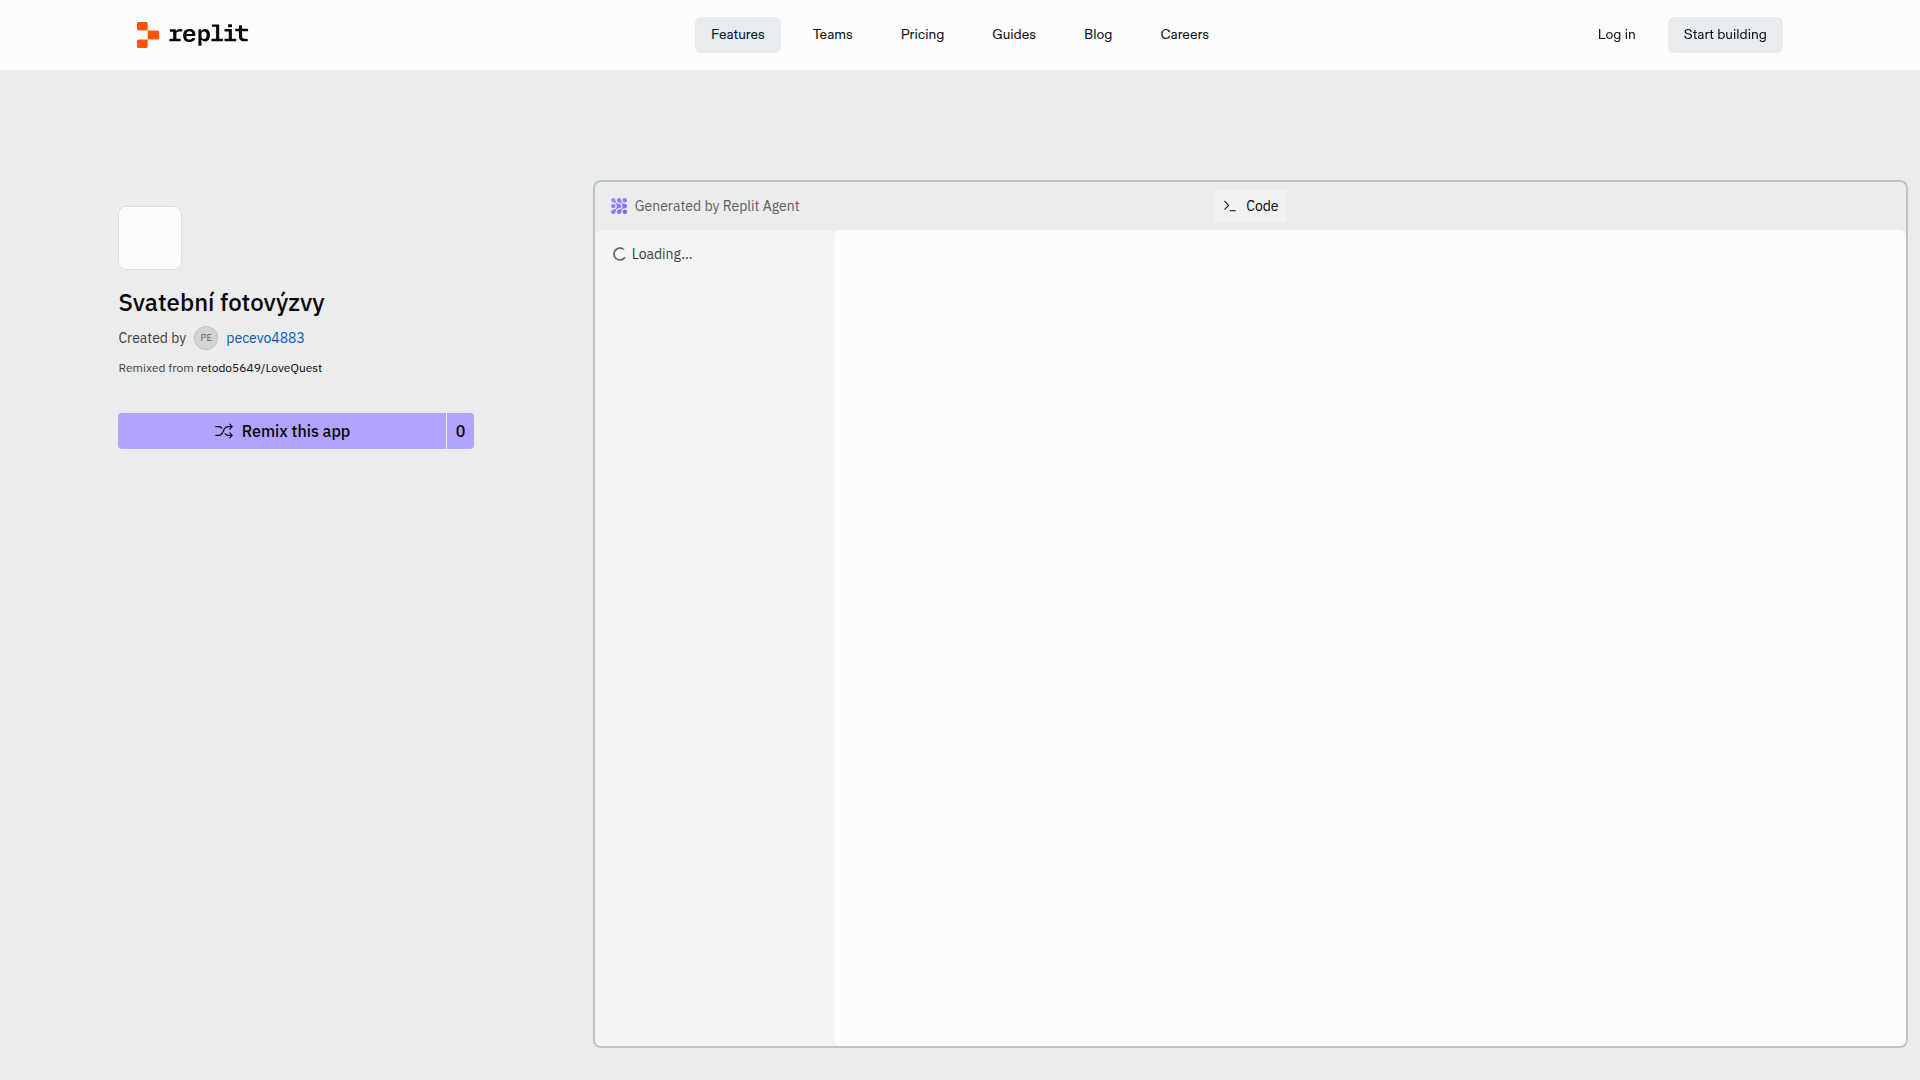 replit
Features
Teams
Pricing
Guides
Blog
Careers
Log in
Start building
Svatební fotovýzvy
Created by PE pecevo4883
Remixed from retodo5649/LoveQuest
Remix this app 0
Generated by Replit Agent
Code
Loading...